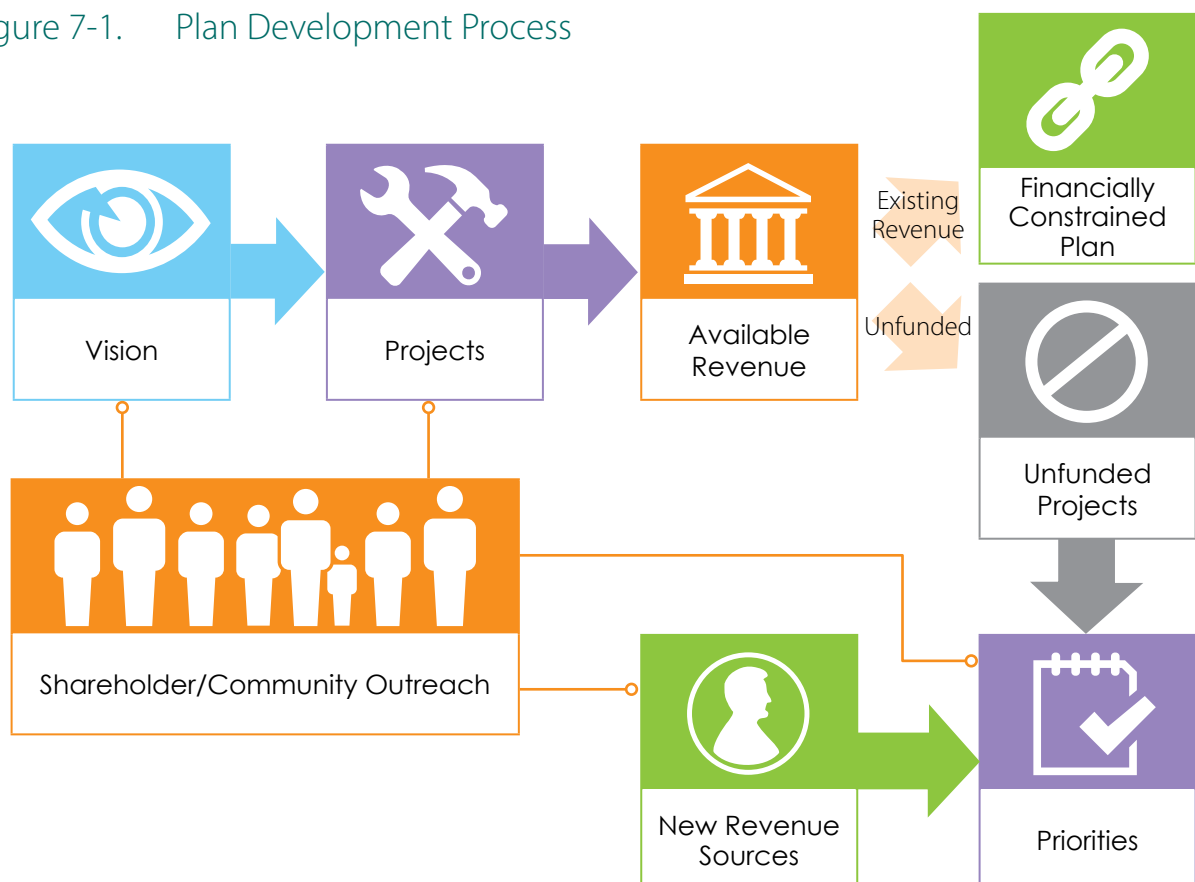 gure 7-1. Plan Development Process
Financially
Constrained
Plan
Existing
Revenue
Vision
Projects
Available
Revenue
Unfunded
Unfunded
Projects
Shareholder/Community Outreach
New Revenue
Sources
Priorities